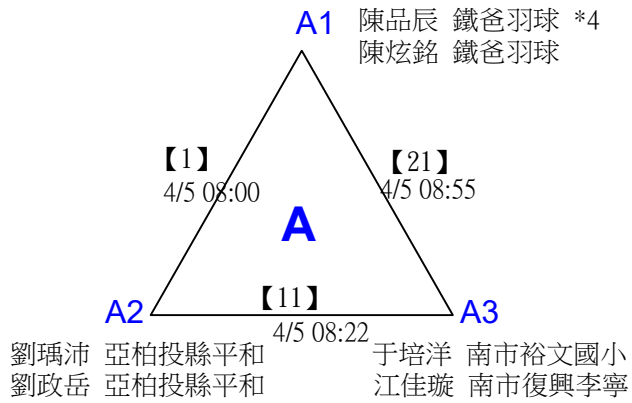 A1 陳品辰 鐵爸羽球 *4
陳炫銘 鐵爸羽球
【1】
4/5 08:00
【21】
4/5 08:55
A
【11】
4/5 08:22
A2
A3
劉瑀沛 亞柏投縣平和
劉政岳 亞柏投縣平和
于培洋 南市裕文國小
江佳璇 南市復興李寧